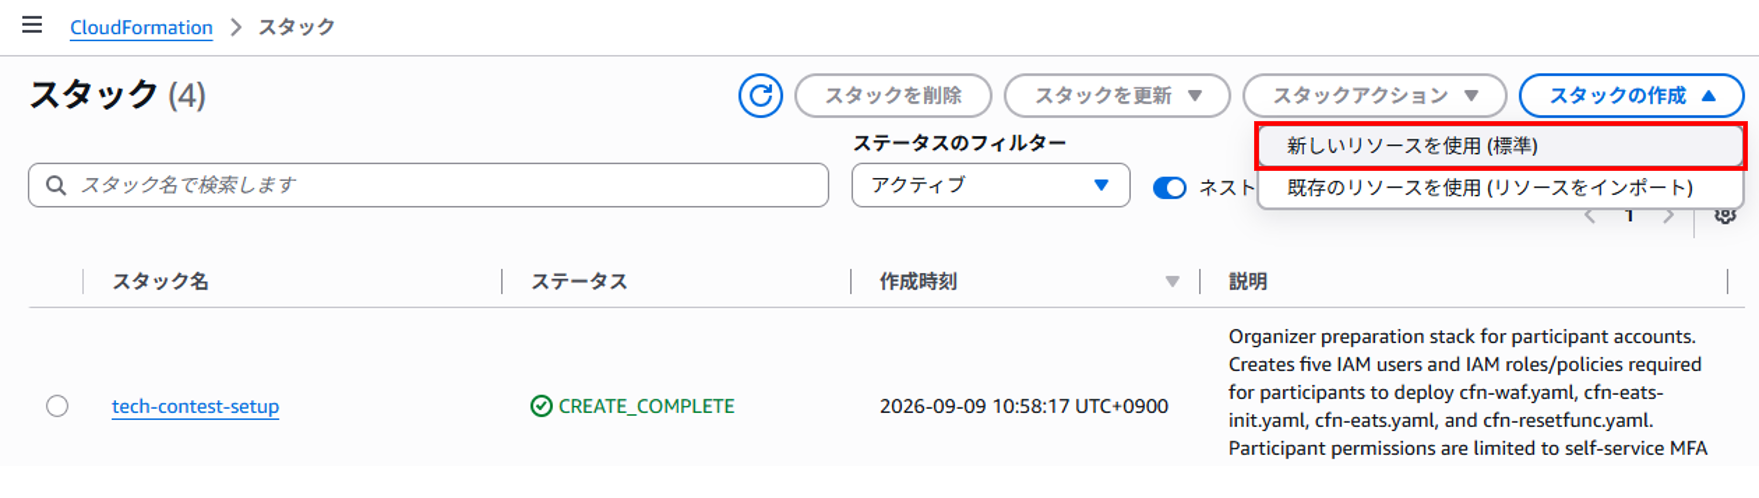 CloudFormation > スタック
スタック (4)
スタックを削除
スタックを更新
スタックアクション
スタックの作成
新しいリソースを使用 (標準)
既存のリソースを使用 (リソースをインポート)
ステータスのフィルター
スタック名で検索します
アクティブ
ネスト
1
スタック名
ステータス
作成時刻
説明
tech-contest-setup
CREATE_COMPLETE
2026-09-09 10:58:17 UTC+0900
Organizer preparation stack for participant accounts.
Creates five IAM users and IAM roles/policies required
for participants to deploy cfn-waf.yaml, cfn-eats-
init.yaml, cfn-eats.yaml, and cfn-resetfunc.yaml.
Participant permissions are limited to self-service MFA